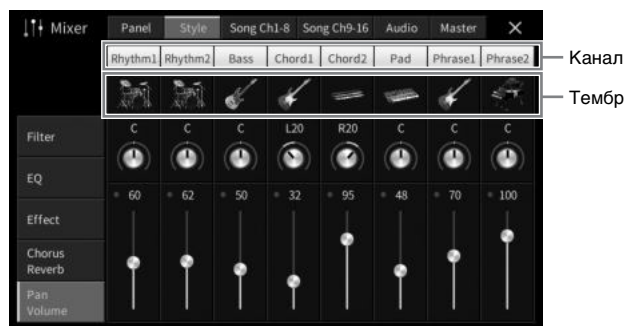 Mixer Panel Style Song Ch1-8 Song Ch9-16 Audio Master
Rhythm1 Rhythm2 Bass Chord1 Chord2 Pad Phrase1 Phrase2 Канал
Тембр
Filter C C C L20 R20 C C C
EQ
60 62 50 32 95 48 70 100
Effect
Chorus
Reverb
Pan
Volume